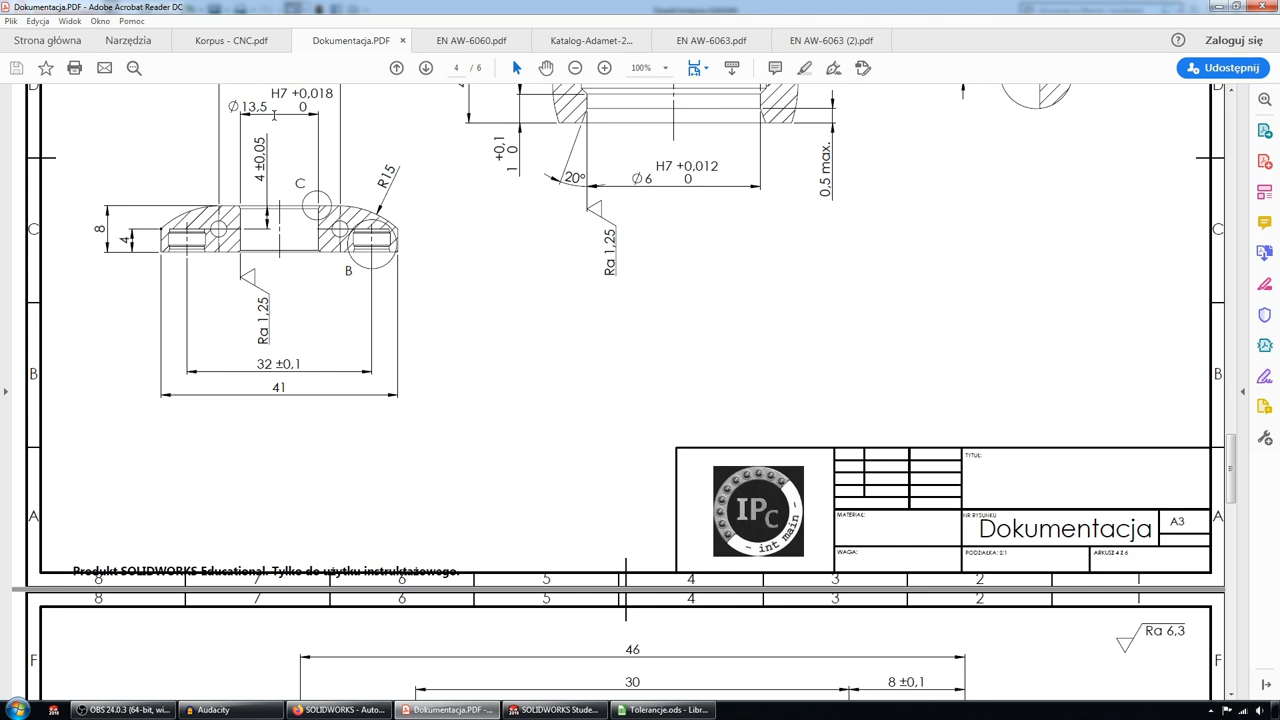 Dokumentacja.PDF - Adobe Acrobat Reader DC
Plik Edycja Widok Okno Pomoc
Strona główna Narzędzia Korpus - CNC.pdf Dokumentacja.PDF × EN AW-6060.pdf Katalog-Adamet-2... EN AW-6063.pdf EN AW-6063 (2).pdf Zaloguj się
4 / 6 100% Udostępnij
D D
H7 +0,018
Ø 13,5 0
4 ±0,05
C
R15
8
4
B
Ra 1,25
32 ±0,1
41
+0,1
1 0
20°
H7 +0,012
Ø 6 0
0,5 max.
Ra 1,25
C C
B B
A A
IPC
- int main -
TYTUŁ:
MATERIAŁ:
NR RYSUNKU
Dokumentacja
A3
WAGA:
PODZIAŁKA: 2:1
ARKUSZ 4 Z 6
Produkt SOLIDWORKS Educational. Tylko do użytku instruktażowego.
8 7 6 5 4 3 2 1
8 7 6 5 4 3 2 1
Ra 6,3
F F
46
30
8 ±0,1
OBS 24.0.3 (64-bit, wi... Audacity SOLIDWORKS - Auto... Dokumentacja.PDF -... SOLIDWORKS Stude... Tolerancje.ods - Libr...